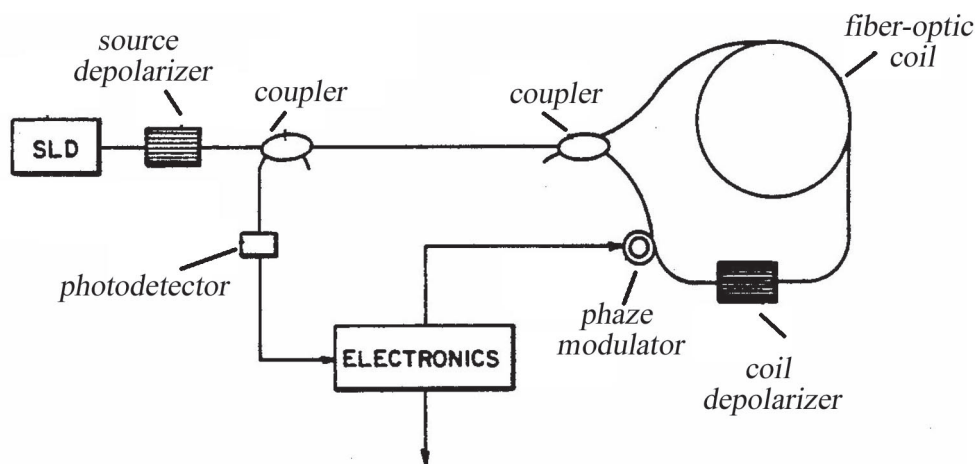 source
depolarizer
coupler
coupler
fiber-optic
coil
SLD
photodetector
ELECTRONICS
phaze
modulator
coil
depolarizer